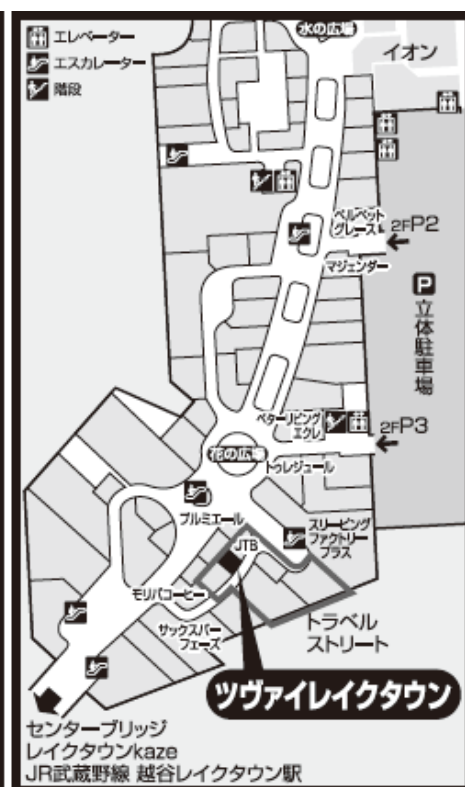 エレベーター
エスカレーター
階段
水の広場
イオン
ベルベット
グレース
2FP2
マジェンダー
P
立体駐車場
ベターリビング
エクレ
2FP3
花の広場
トゥレジュール
プルミエール
スリーピング
ファクトリー
プラス
JTB
モリバコーヒー
サックスバー
フェーズ
トラベル
ストリート
ツヴァイレイクタウン
センターブリッジ
レイクタウンkaze
JR武蔵野線 越谷レイクタウン駅